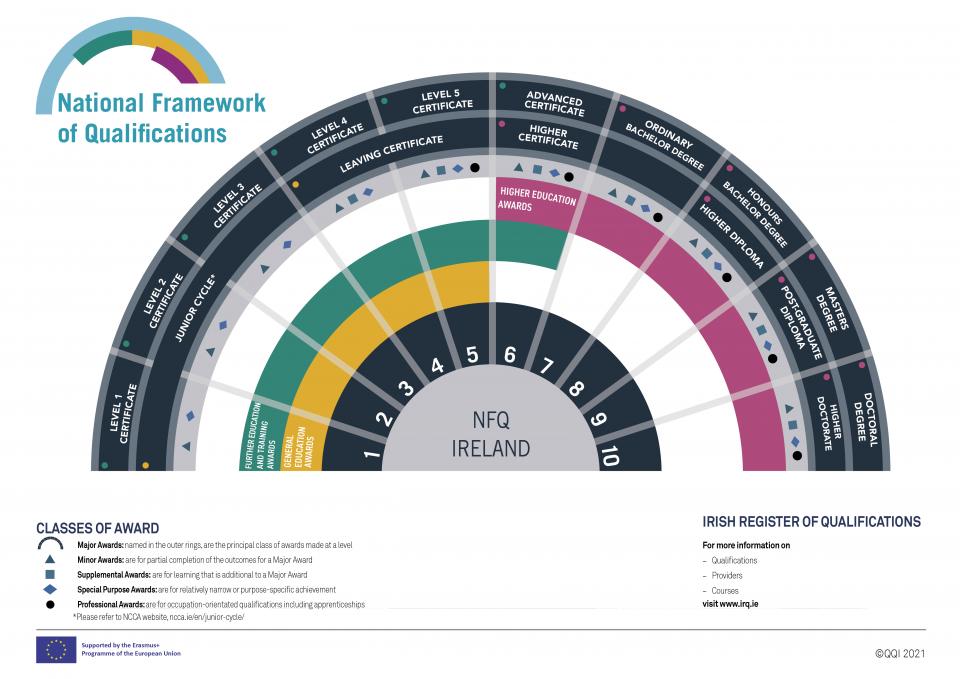 National Framework
of Qualifications
LEVEL 1
CERTIFICATE
LEVEL 2
CERTIFICATE
LEVEL 3
CERTIFICATE
LEVEL 4
CERTIFICATE
LEVEL 5
CERTIFICATE
ADVANCED
CERTIFICATE
ORDINARY
BACHELOR DEGREE
HONOURS
BACHELOR DEGREE
MASTERS
DEGREE
DOCTORAL
DEGREE
JUNIOR CYCLE*
LEAVING CERTIFICATE
HIGHER
CERTIFICATE
HIGHER DIPLOMA
POST-GRADUATE
DIPLOMA
HIGHER
DOCTORATE
HIGHER EDUCATION
AWARDS
FURTHER EDUCATION
AND TRAINING
AWARDS
GENERAL
EDUCATION
AWARDS
1
2
3
4
5
6
7
8
9
10
NFQ
IRELAND
CLASSES OF AWARD
Major Awards: named in the outer rings, are the principal class of awards made at a level
Minor Awards: are for partial completion of the outcomes for a Major Award
Supplemental Awards: are for learning that is additional to a Major Award
Special Purpose Awards: are for relatively narrow or purpose-specific achievement
Professional Awards: are for occupation-orientated qualifications including apprenticeships
*Please refer to NCCA website, ncca.ie/en/junior-cycle/
IRISH REGISTER OF QUALIFICATIONS
For more information on
– Qualifications
– Providers
– Courses
visit www.irq.ie
Supported by the Erasmus+
Programme of the European Union
©QQI 2021